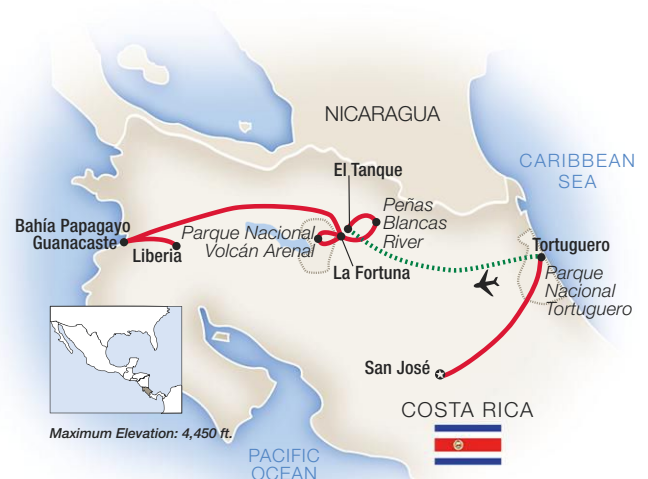 NICARAGUA
CARIBBEAN
SEA
El Tanque
Peñas
Blancas
River
Bahía Papagayo
Guanacaste
Liberia
Parque Nacional
Volcán Arenal
La Fortuna
Tortuguero
Parque
Nacional
Tortuguero
San José
COSTA RICA
Maximum Elevation: 4,450 ft.
PACIFIC
OCEAN